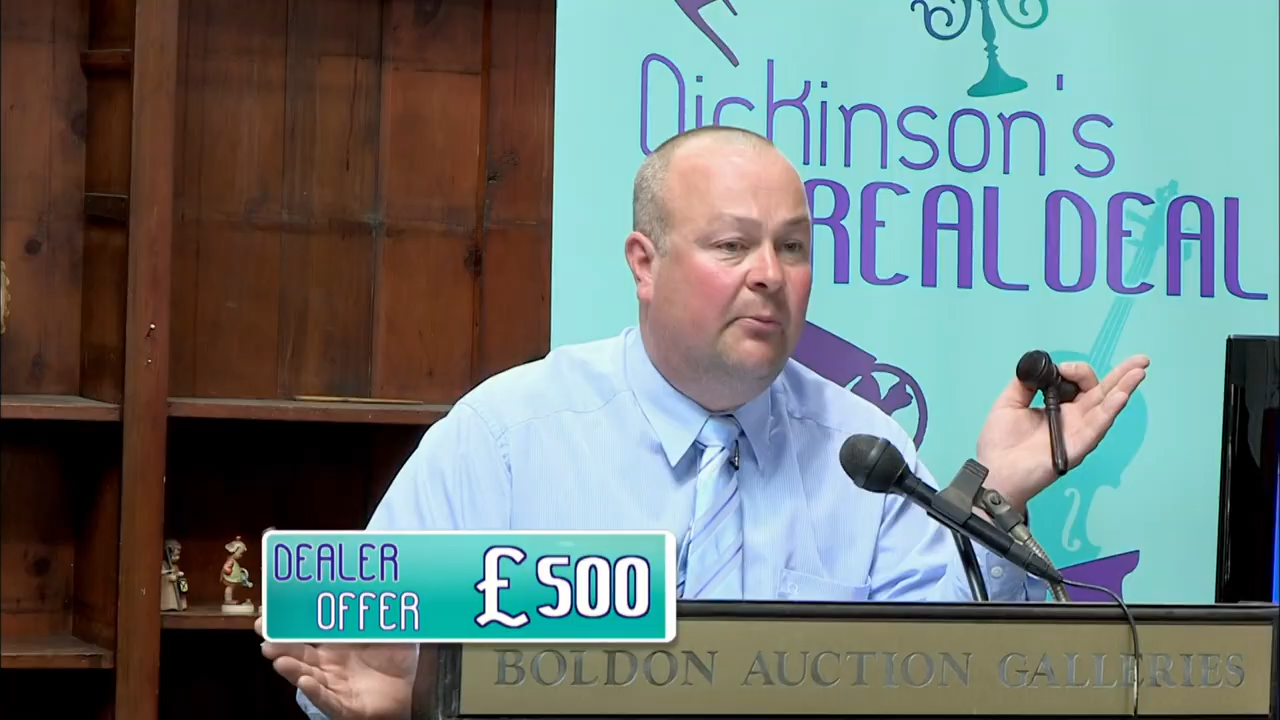 Dickinson's
REAL DEAL
DEALER
OFFER
£500
BOLDON AUCTION GALLERIES